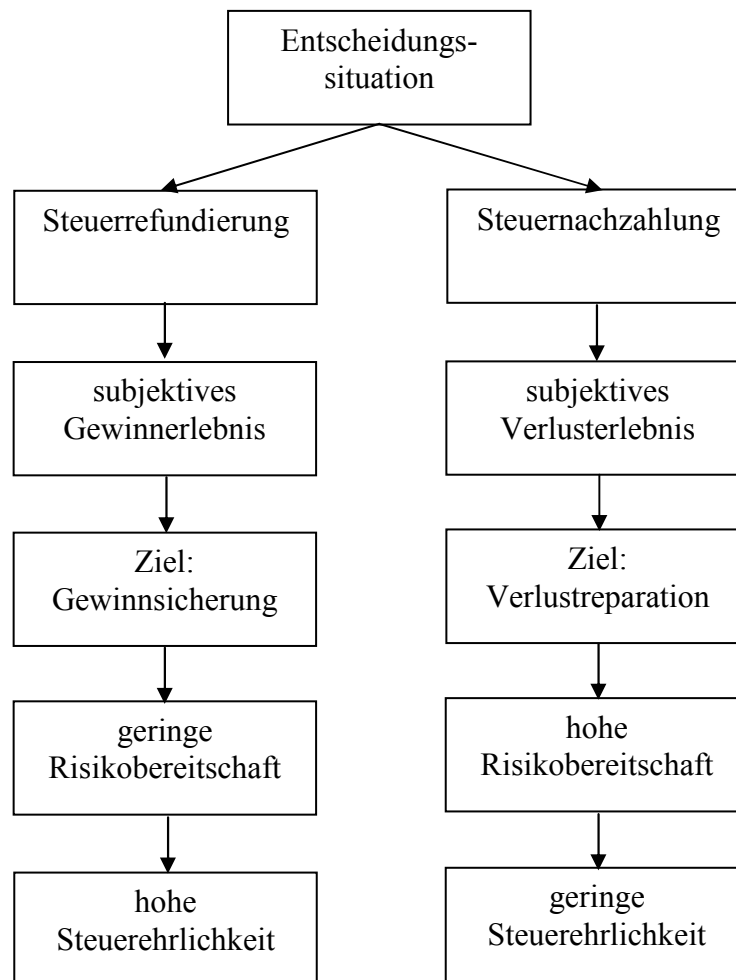 Entscheidungs-
situation
Steuerrefundierung
Steuernachzahlung
subjektives
Gewinnerlebnis
subjektives
Verlusterlebnis
Ziel:
Gewinnsicherung
Ziel:
Verlustreparation
geringe
Risikobereitschaft
hohe
Risikobereitschaft
hohe
Steuerehrlichkeit
geringe
Steuerehrlichkeit